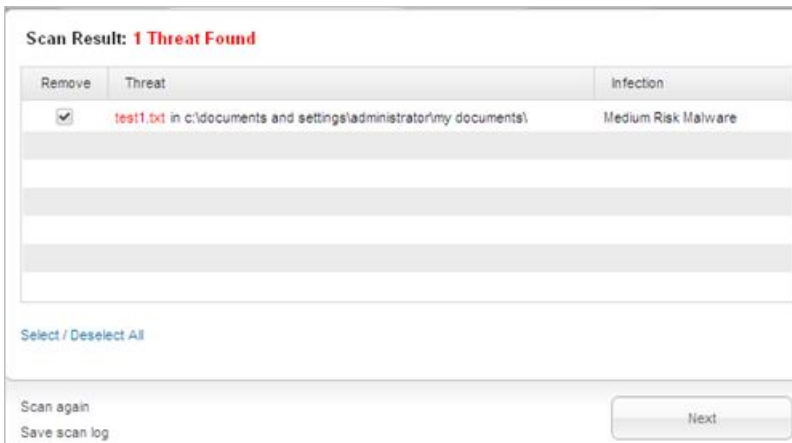 Scan Result: 1 Threat Found
Remove Threat Infection
test1.txt in c:\documents and settings\administrator\my documents\ Medium Risk Malware
Select / Deselect All
Scan again
Next
Save scan log